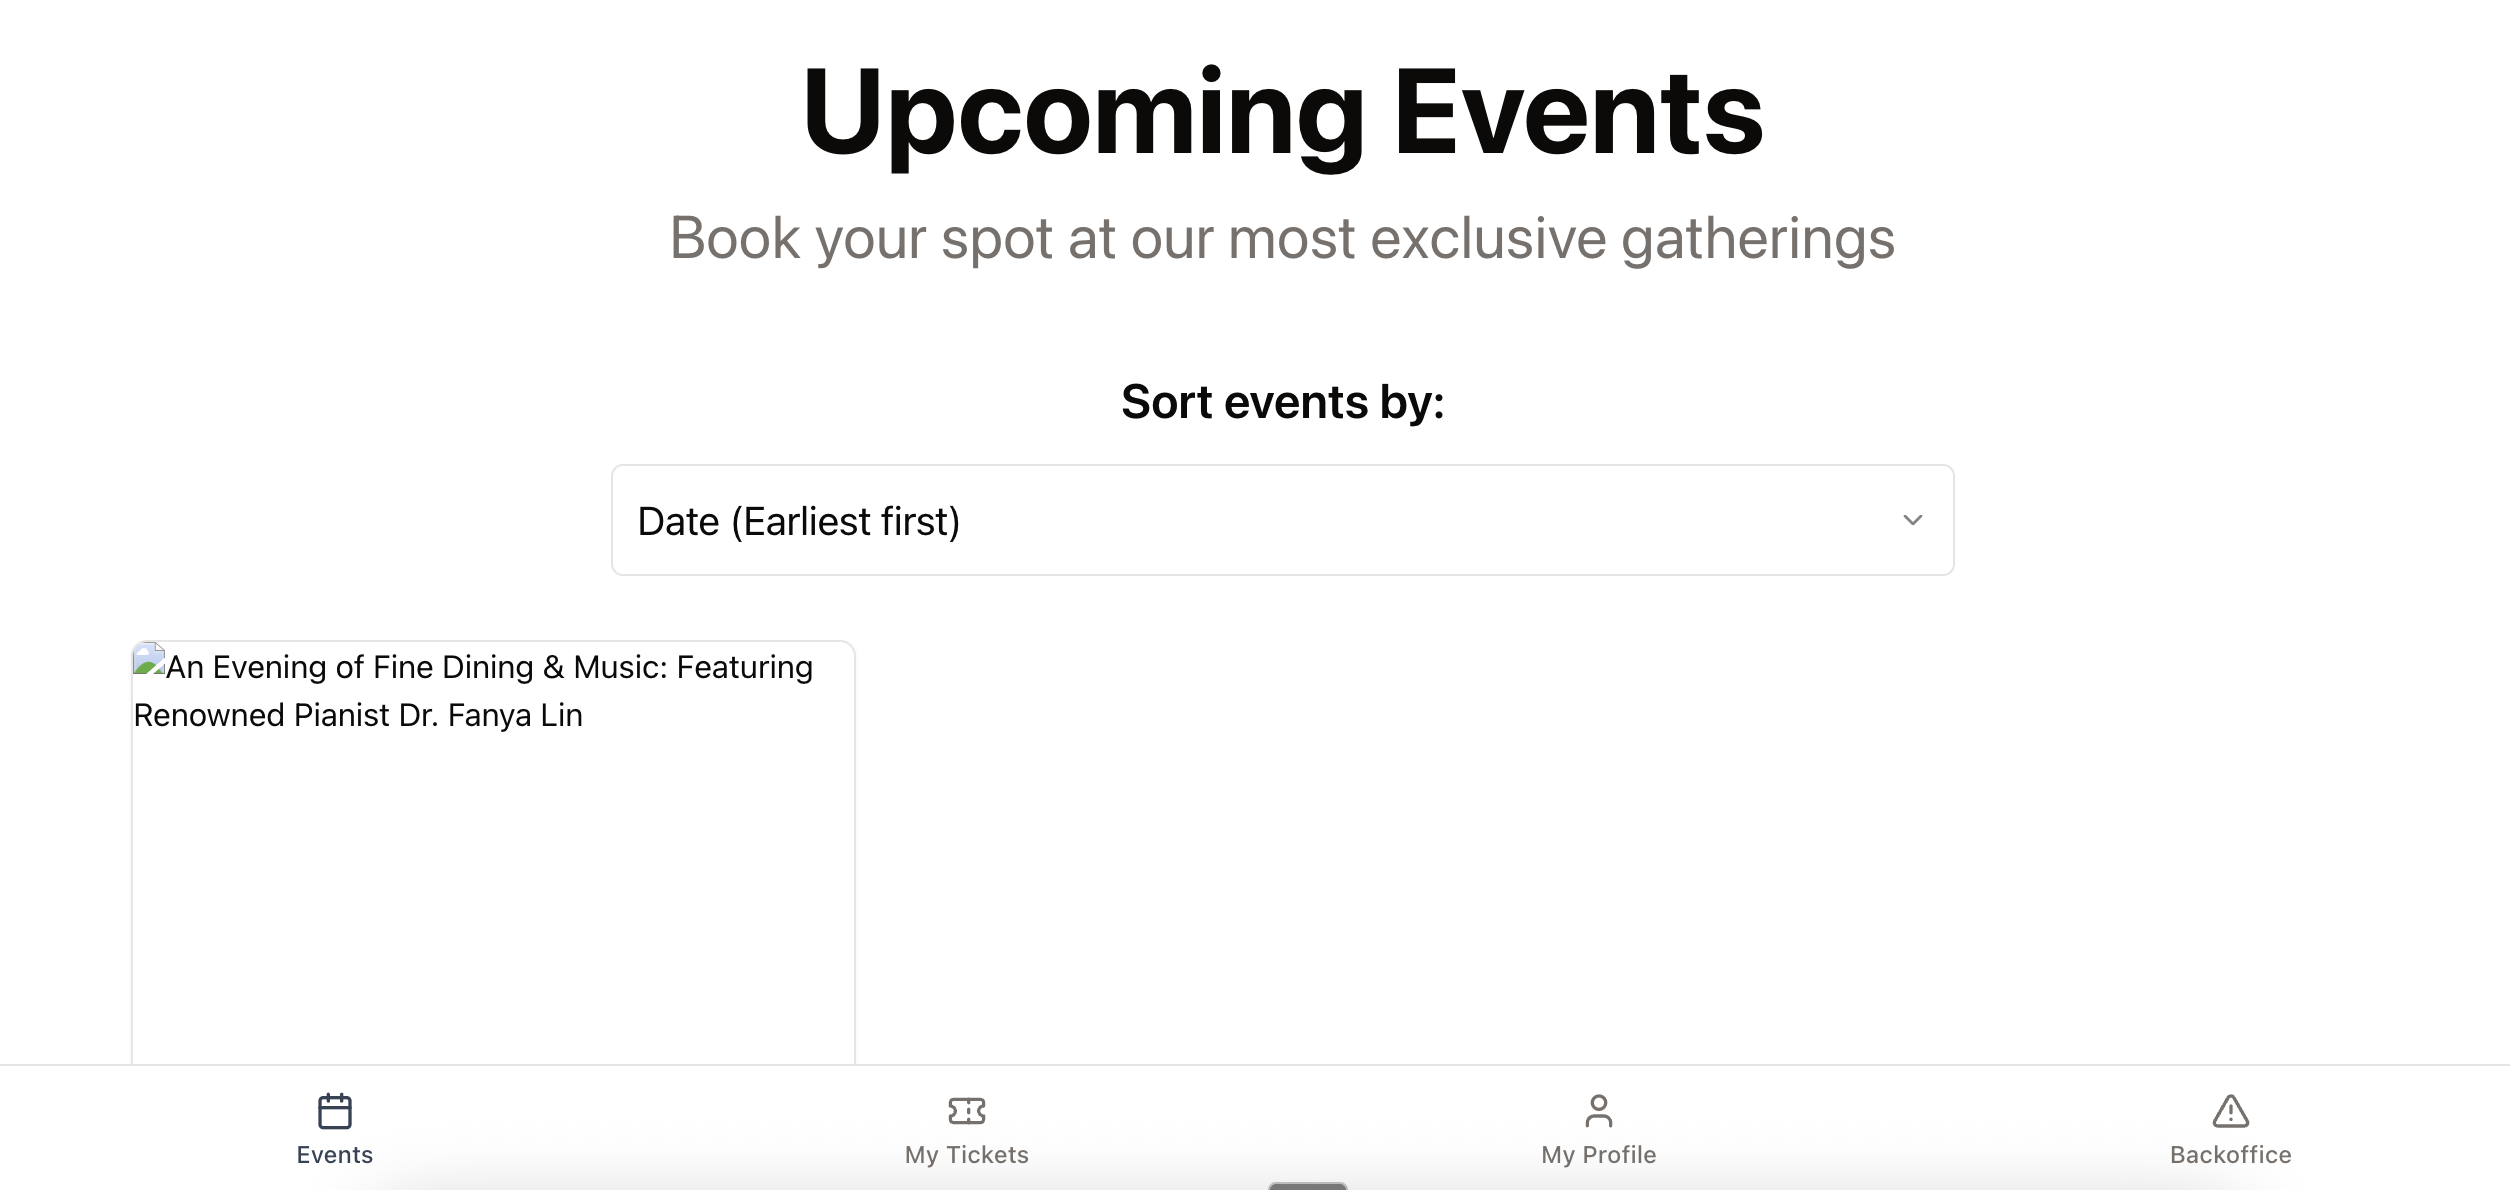 Upcoming Events
Book your spot at our most exclusive gatherings
Sort events by:
Date (Earliest first)
An Evening of Fine Dining & Music: Featuring
Renowned Pianist Dr. Fanya Lin
Events
My Tickets
My Profile
Backoffice